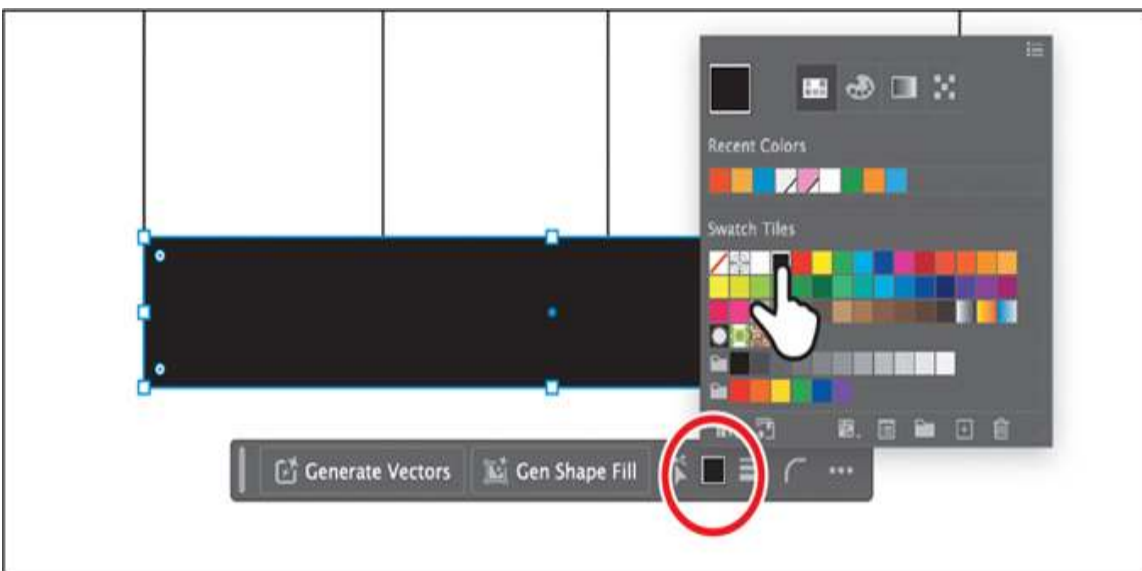 Recent Colors
Swatch Tiles
Generate Vectors
Gen Shape Fill